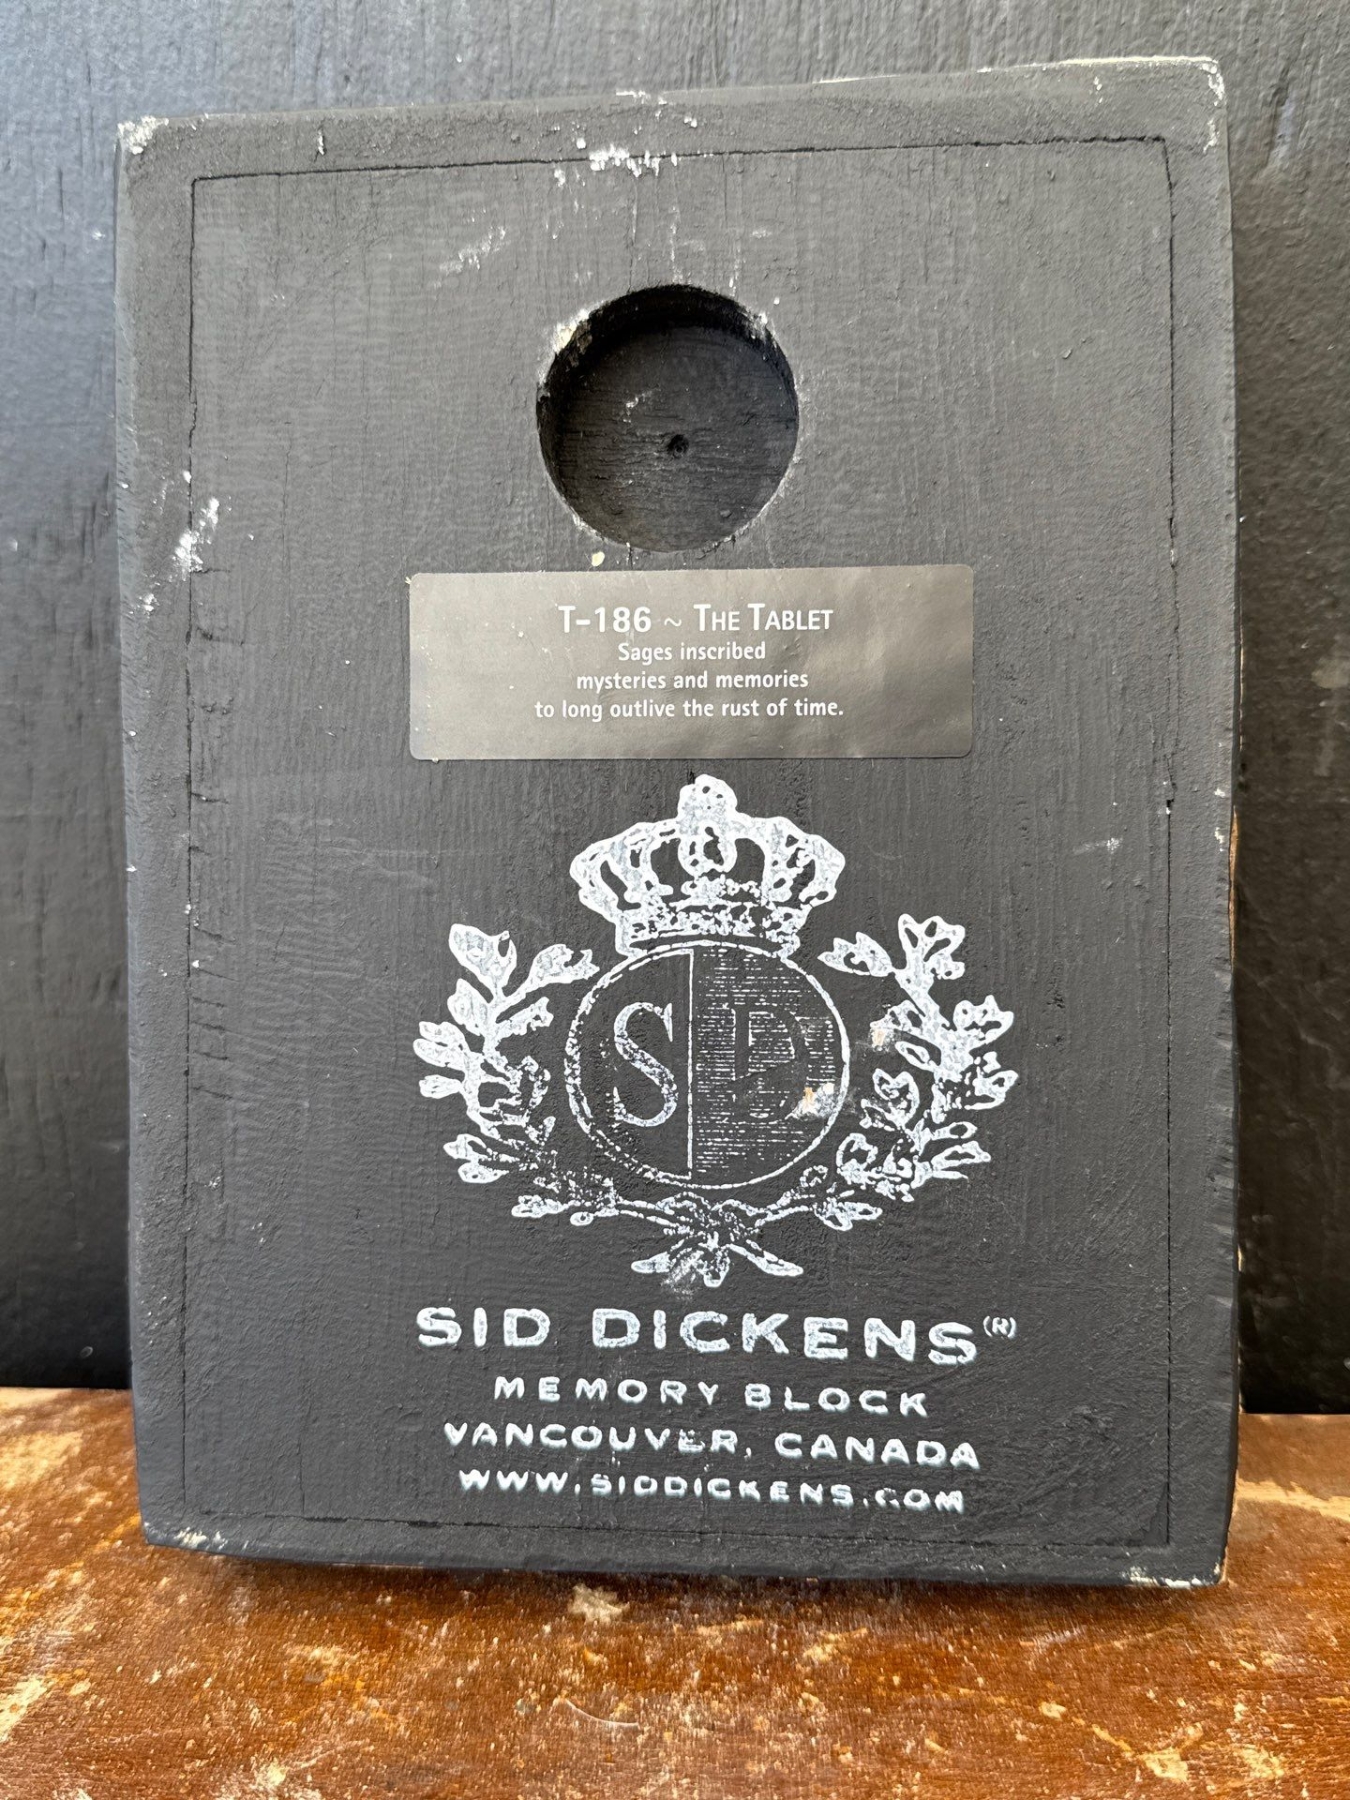 T-186 ~ THE TABLET
Sages inscribed
mysteries and memories
to long outlive the rust of time.
SD
SID DICKENS(R)
MEMORY BLOCK
VANCOUVER, CANADA
WWW.SIDDICKENS.COM